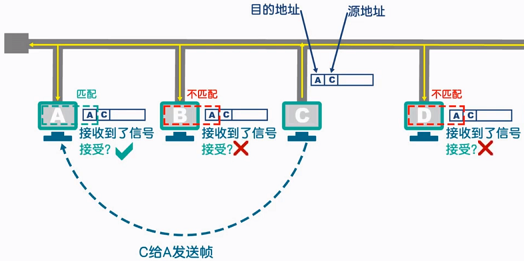 目的地址
源地址
A C
匹配
不匹配
不匹配
A
A C
B
A C
C
D
A C
接收到了信号
接受?
接收到了信号
接受?
接收到了信号
接受?
C给A发送帧